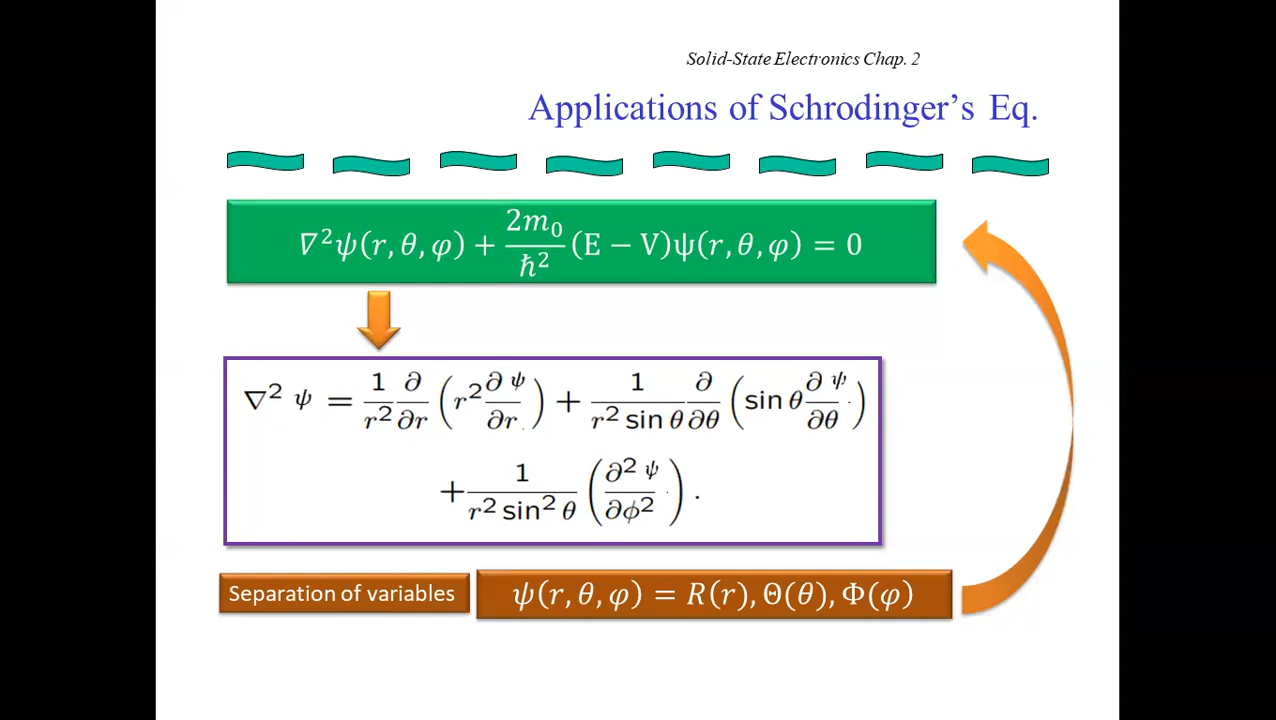 Solid-State Electronics Chap. 2
Applications of Schrodinger's Eq.
∇²ψ(r, θ, φ) + 2m₀/ħ² (E − V)ψ(r, θ, φ) = 0
∇² ψ = 1/r² ∂/∂r (r² ∂ψ/∂r) + 1/(r² sin θ) ∂/∂θ (sin θ ∂ψ/∂θ)
+ 1/(r² sin² θ) (∂² ψ/∂ϕ²).
Separation of variables
ψ(r, θ, φ) = R(r), Θ(θ), Φ(φ)